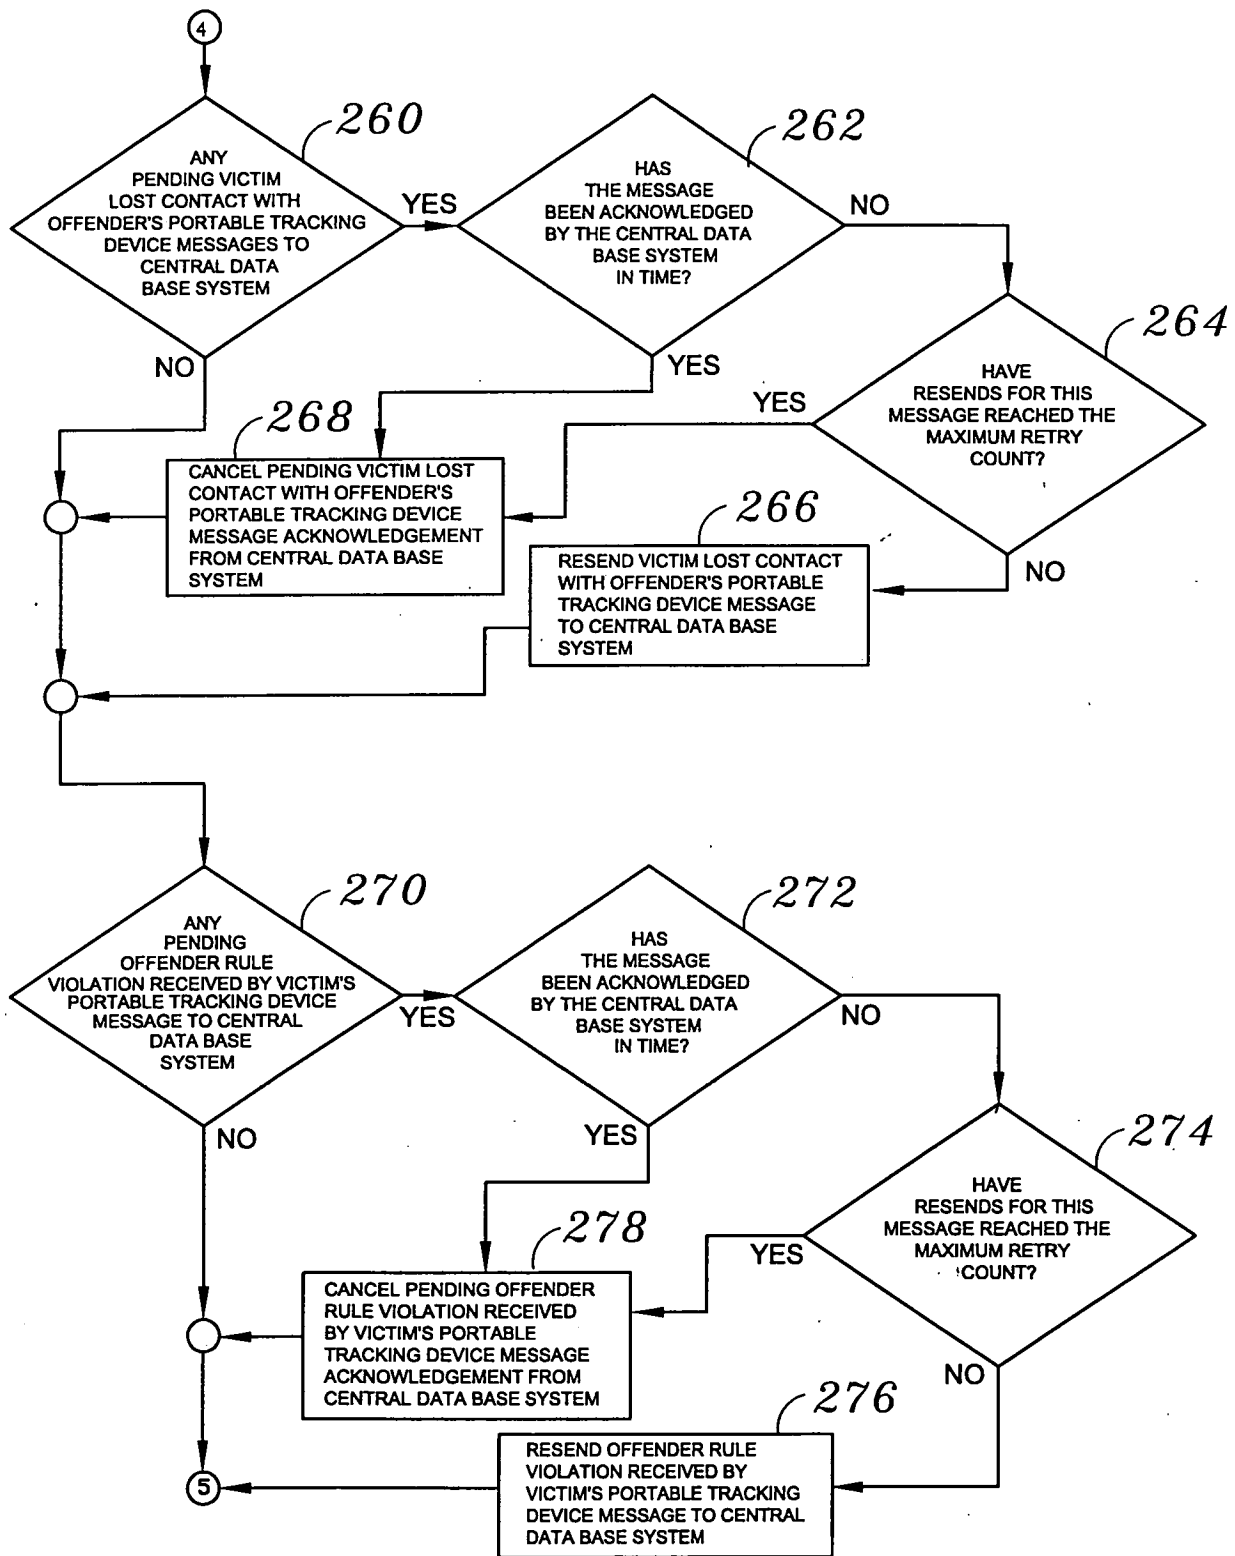 4
260
ANY
PENDING VICTIM
LOST CONTACT WITH
OFFENDER'S PORTABLE TRACKING
DEVICE MESSAGES TO
CENTRAL DATA
BASE SYSTEM
YES
NO
262
HAS
THE MESSAGE
BEEN ACKNOWLEDGED
BY THE CENTRAL DATA
BASE SYSTEM
IN TIME?
NO
YES
264
HAVE
RESENDS FOR THIS
MESSAGE REACHED THE
MAXIMUM RETRY
COUNT?
YES
NO
268
CANCEL PENDING VICTIM LOST
CONTACT WITH OFFENDER'S
PORTABLE TRACKING DEVICE
MESSAGE ACKNOWLEDGEMENT
FROM CENTRAL DATA BASE
SYSTEM
266
RESEND VICTIM LOST CONTACT
WITH OFFENDER'S PORTABLE
TRACKING DEVICE MESSAGE
TO CENTRAL DATA BASE
SYSTEM
270
ANY
PENDING
OFFENDER RULE
VIOLATION RECEIVED BY VICTIM'S
PORTABLE TRACKING DEVICE
MESSAGE TO CENTRAL
DATA BASE
SYSTEM
YES
NO
272
HAS
THE MESSAGE
BEEN ACKNOWLEDGED
BY THE CENTRAL DATA
BASE SYSTEM
IN TIME?
NO
YES
274
HAVE
RESENDS FOR THIS
MESSAGE REACHED THE
MAXIMUM RETRY
COUNT?
YES
NO
278
CANCEL PENDING OFFENDER
RULE VIOLATION RECEIVED
BY VICTIM'S PORTABLE
TRACKING DEVICE MESSAGE
ACKNOWLEDGEMENT FROM
CENTRAL DATA BASE SYSTEM
276
RESEND OFFENDER RULE
VIOLATION RECEIVED BY
VICTIM'S PORTABLE TRACKING
DEVICE MESSAGE TO CENTRAL
DATA BASE SYSTEM
5